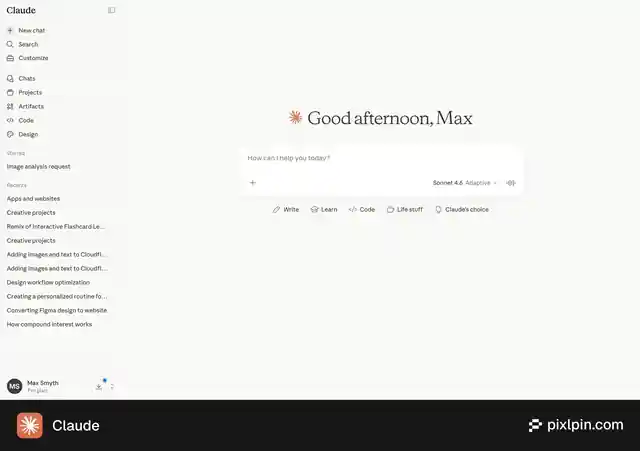 Claude
New chat
Search
Customize
Chats
Projects
Artifacts
Code
Design
Starred
Image analysis request
Recents
Apps and websites
Creative projects
Remix of Interactive Flashcard Le...
Creative projects
Adding images and text to Cloudfl...
Adding images and text to Cloudfl...
Design workflow optimization
Creating a personalized routine fo...
Converting Figma design to website
How compound interest works
MS
Max Smyth
Pro plan
Good afternoon, Max
How can I help you today?
Sonnet 4.6 Adaptive
Write
Learn
Code
Life stuff
Claude's choice
Claude
pixlpin.com